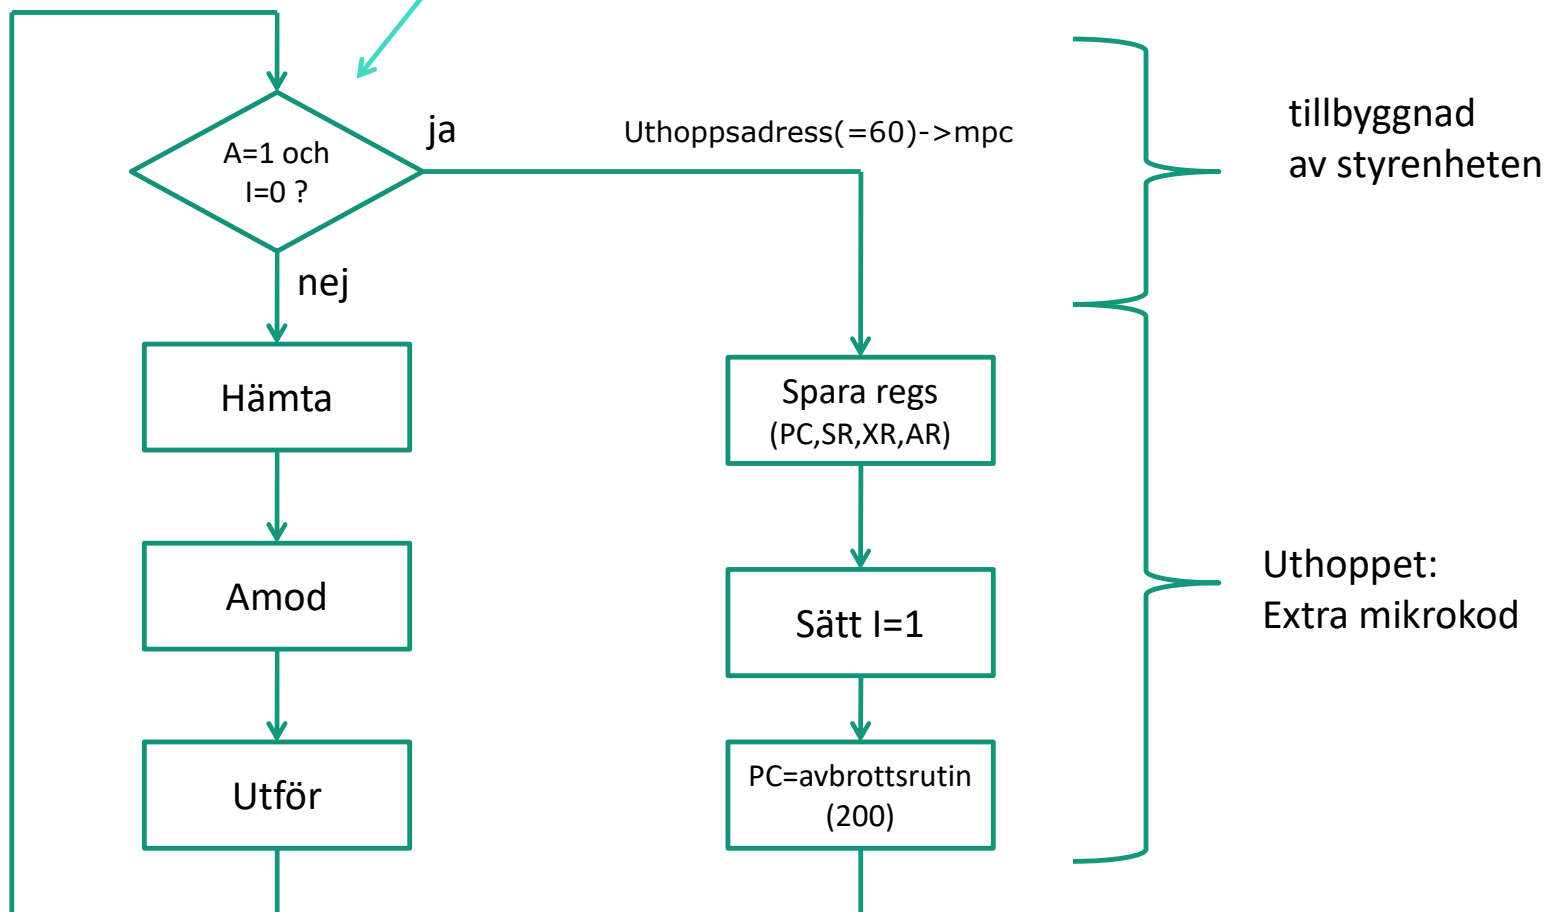 A=1 och
I=0 ?
ja
Uthoppsadress(=60)->mpc
tillbyggnad
av styrenheten
nej
Hämta
Spara regs
(PC,SR,XR,AR)
Amod
Sätt I=1
Uthoppet:
Extra mikrokod
Utför
PC=avbrottsrutin
(200)